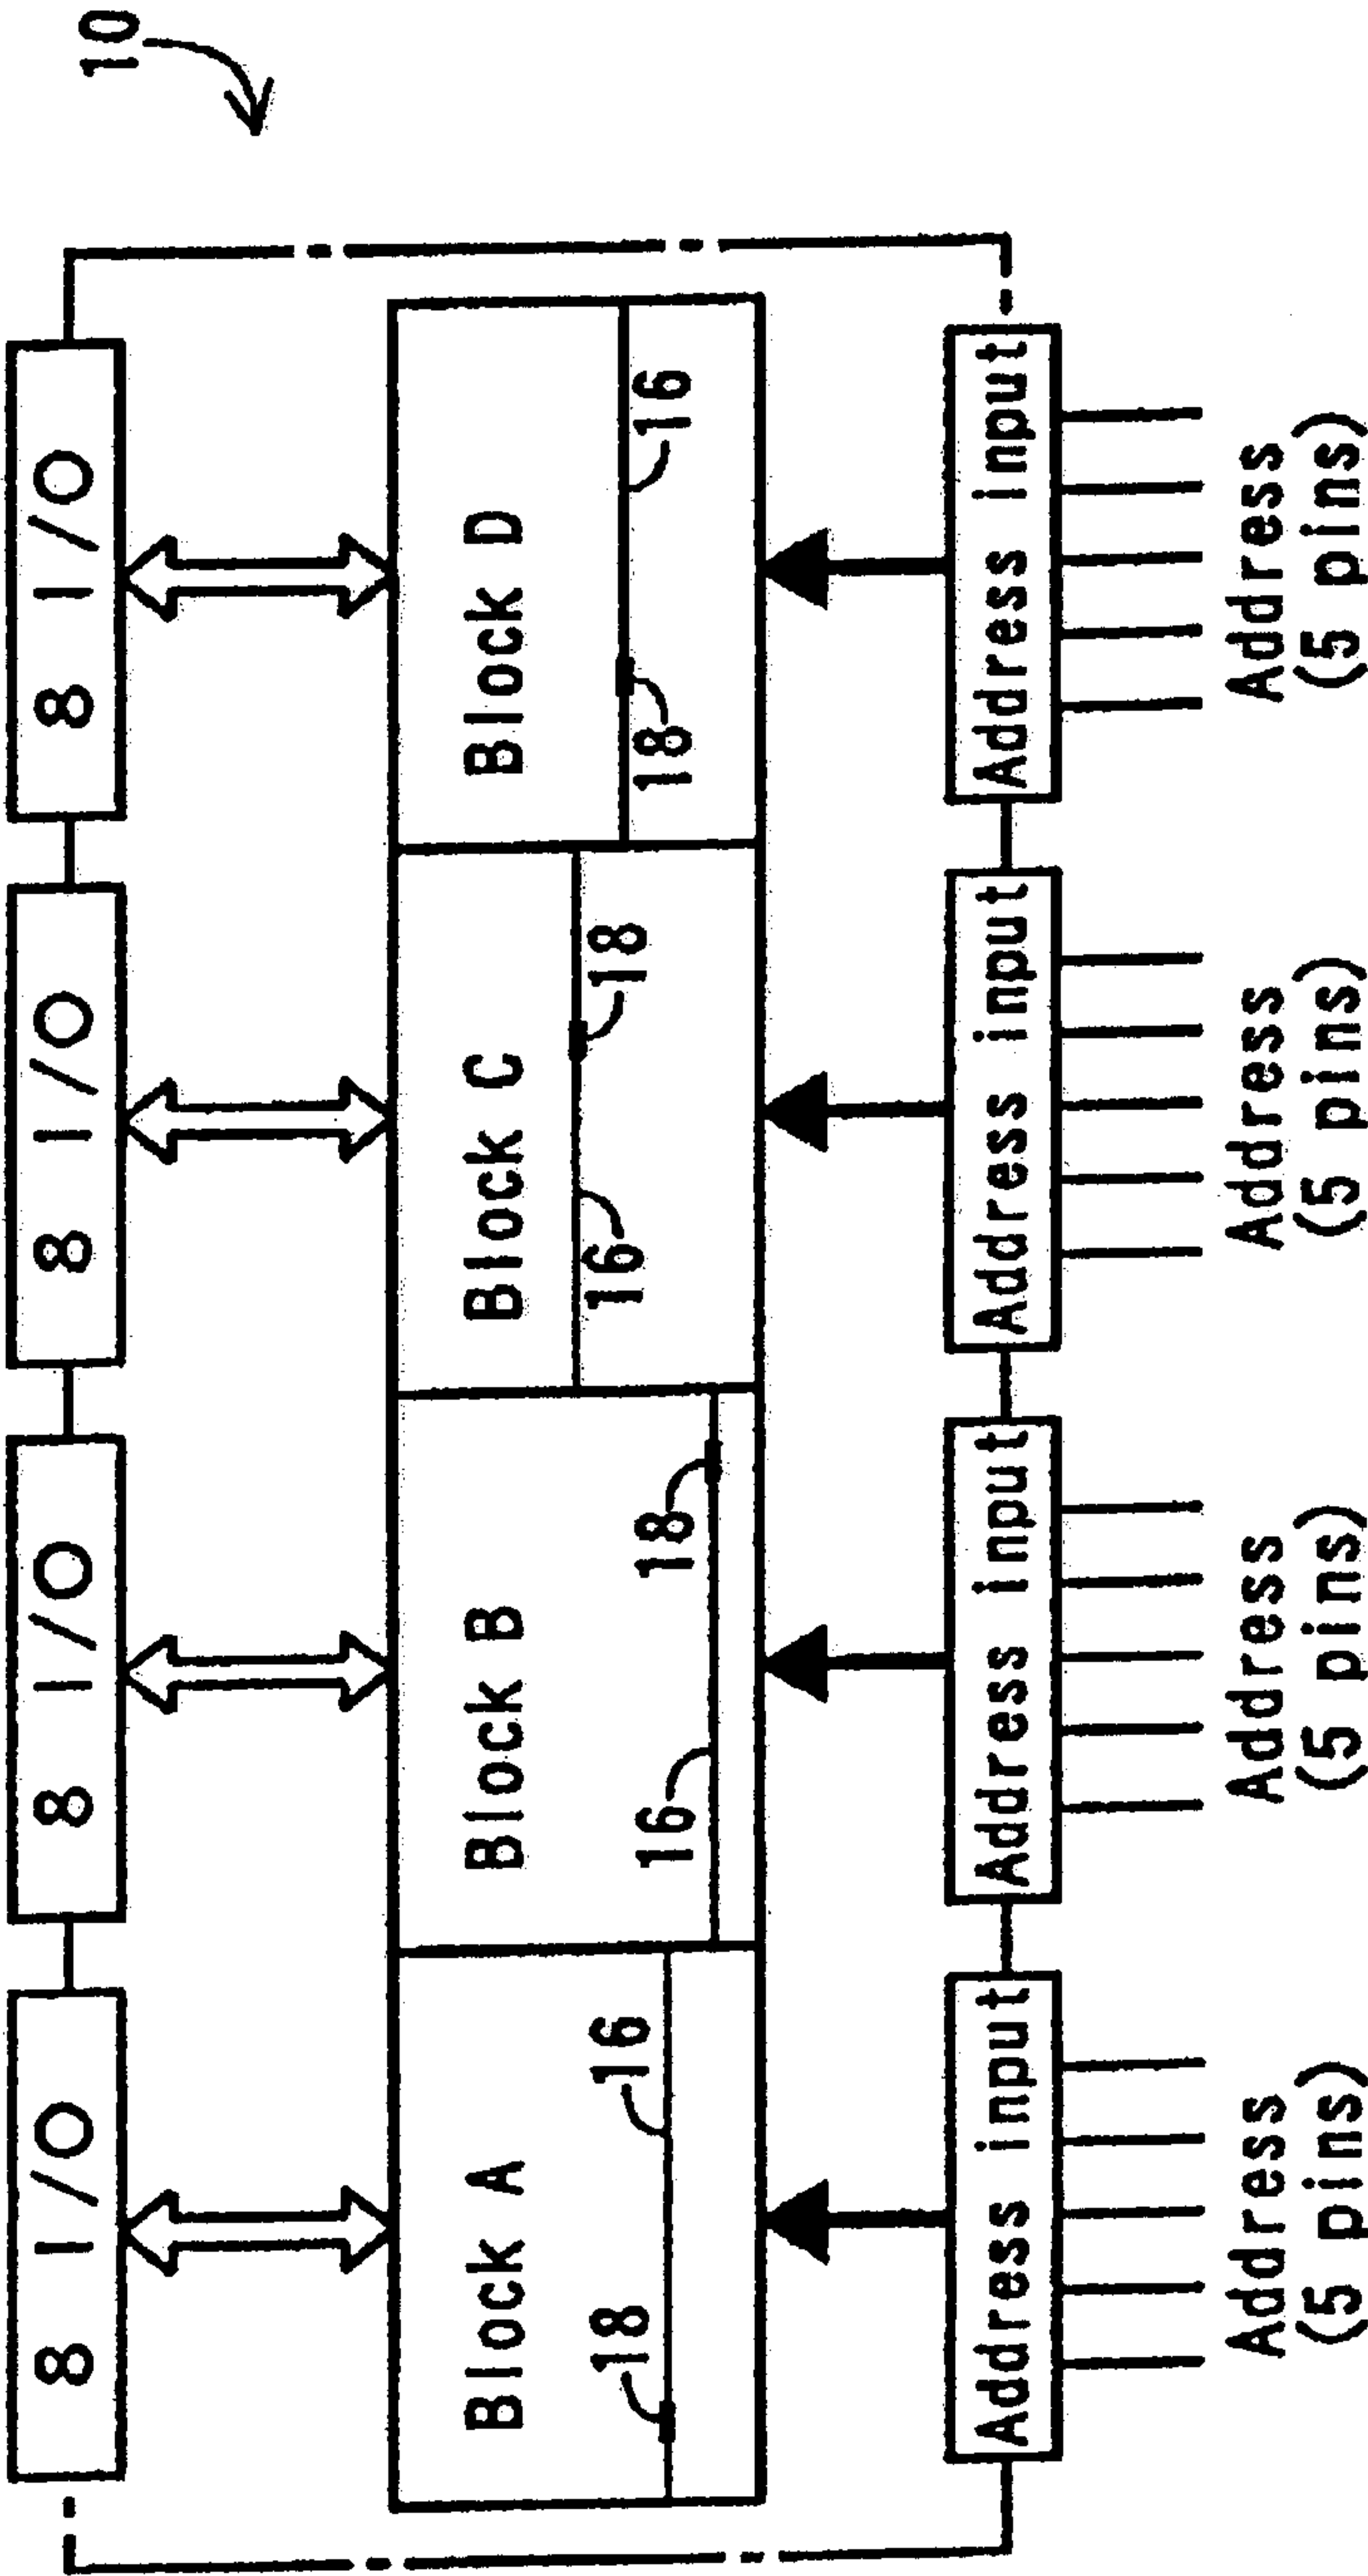 8 I/O
8 I/O
8 I/O
8 I/O
10
Block A
Block B
Block C
Block D
18
16
16
18
16
18
18
16
Address input
Address input
Address input
Address input
Address
(5 pins)
Address
(5 pins)
Address
(5 pins)
Address
(5 pins)